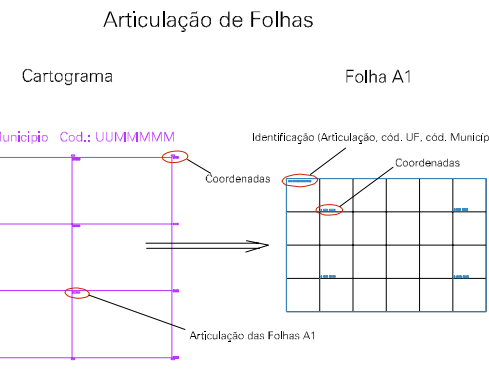 Articulação de Folhas
Cartograma
Folha A1
Município Cod.: UUMMMMM
Identificação (Articulação, cód. UF, cód. Municíp
Coordenadas
Coordenadas
Articulação das Folhas A1